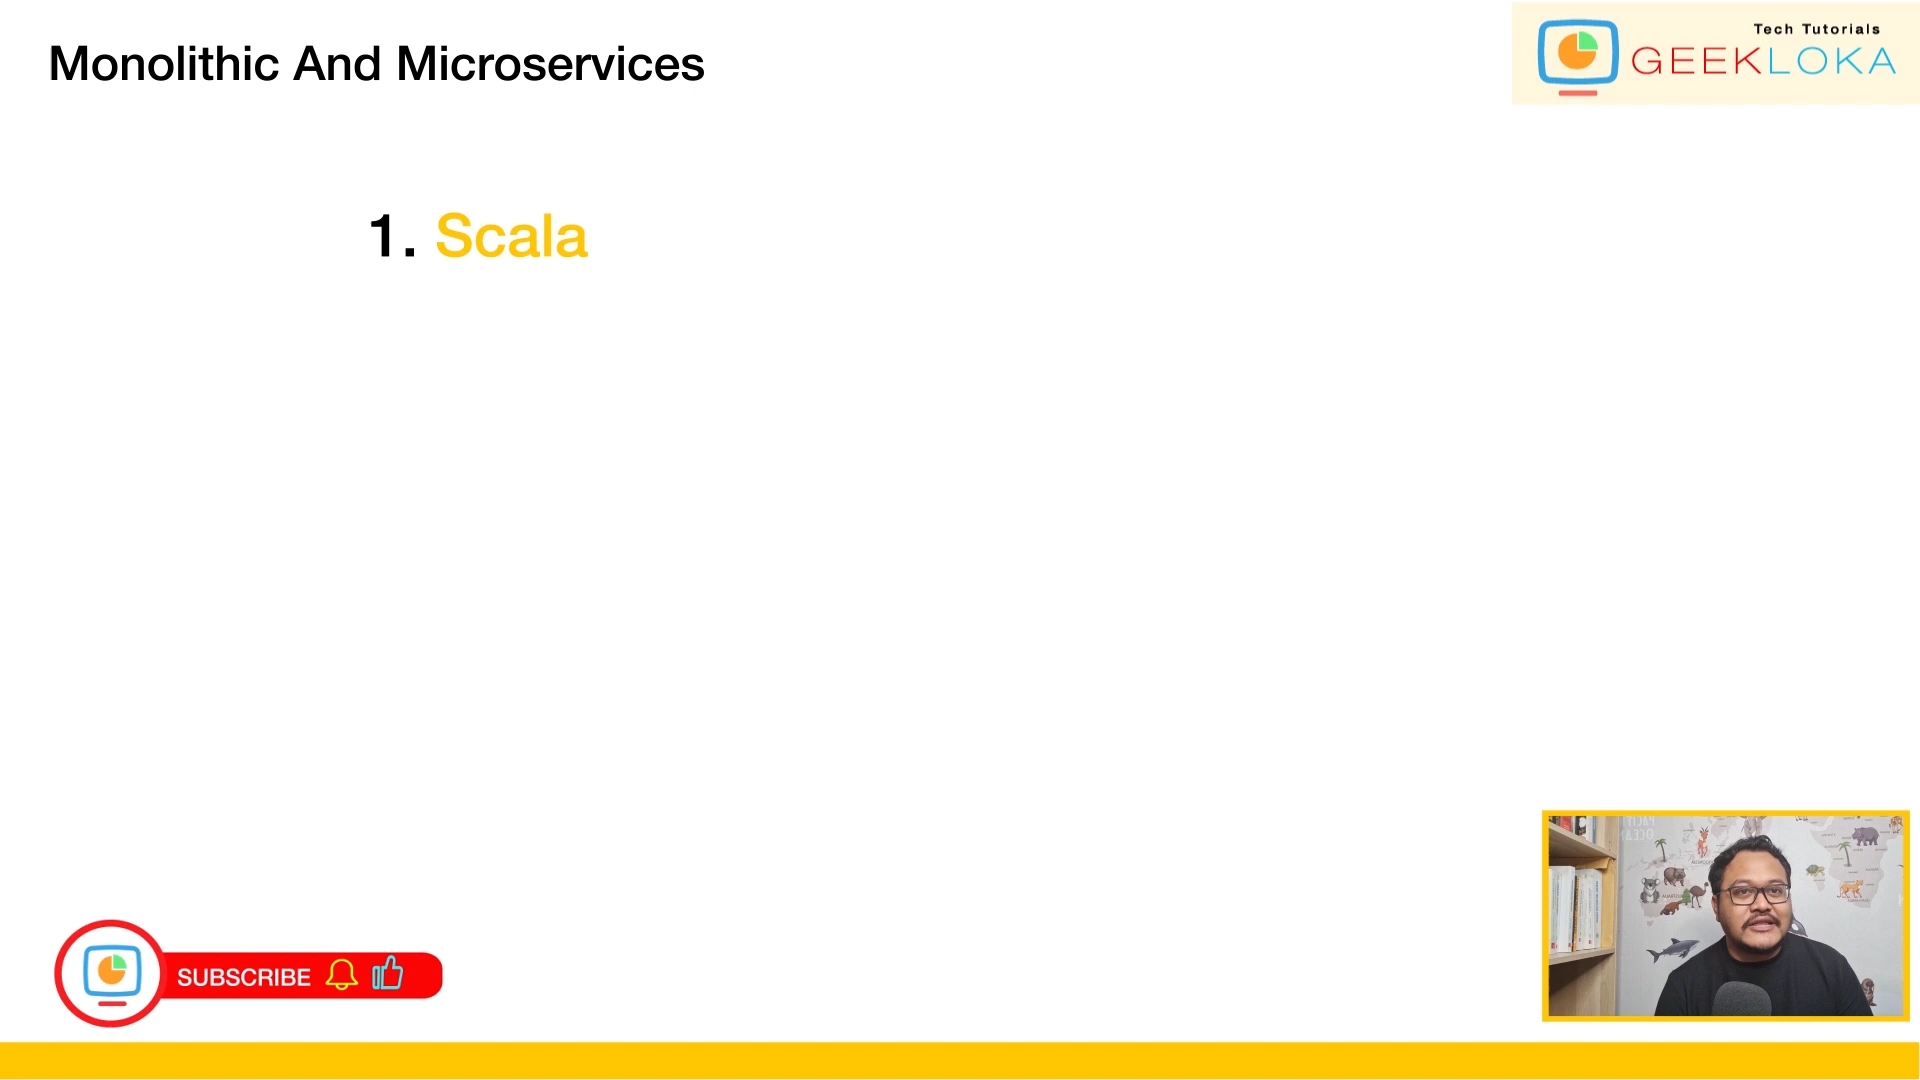 Monolithic And Microservices
Tech Tutorials
GEEKLOKA
1. Scala
SUBSCRIBE